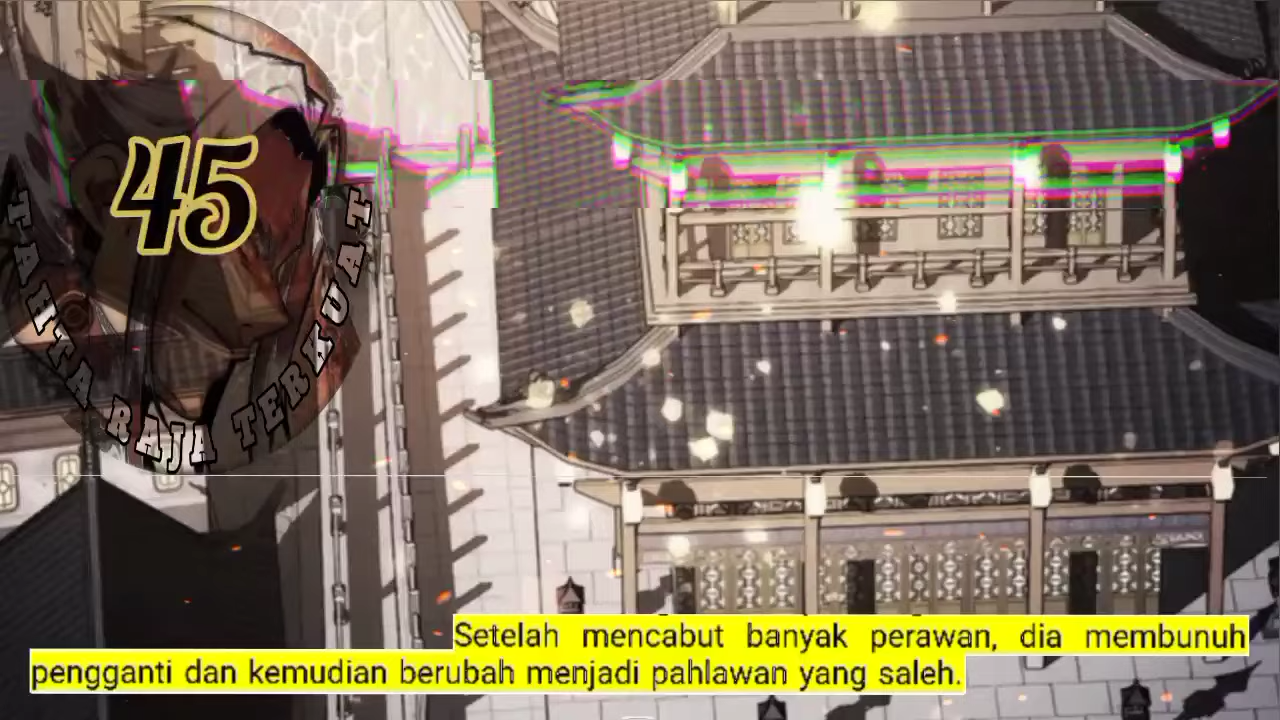 45
TAHTA RAJA TERKUAT
Setelah mencabut banyak perawan, dia membunuh
pengganti dan kemudian berubah menjadi pahlawan yang saleh.